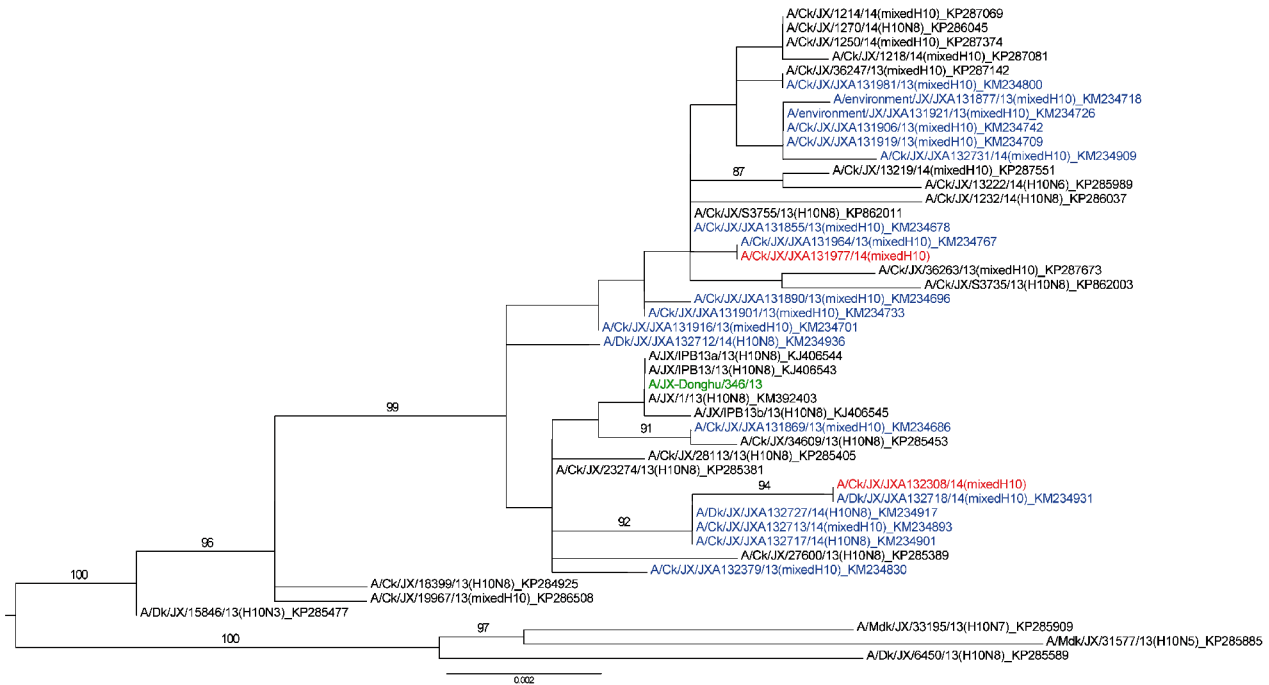 A/Ck/JX/1214/14(mixedH10)_KP287069
A/Ck/JX/1270/14(H10N8)_KP286045
A/Ck/JX/1250/14(mixedH10)_KP287374
A/Ck/JX/1218/14(mixedH10)_KP287081
A/Ck/JX/36247/13(mixedH10)_KP287142
A/Ck/JX/JXA131981/13(mixedH10)_KM234800
A/environment/JX/JXA131877/13(mixedH10)_KM234718
A/environment/JX/JXA131921/13(mixedH10)_KM234726
A/Ck/JX/JXA131906/13(mixedH10)_KM234742
A/Ck/JX/JXA131919/13(mixedH10)_KM234709
A/Ck/JX/JXA132731/14(mixedH10)_KM234909
87
A/Ck/JX/13219/14(mixedH10)_KP287551
A/Ck/JX/13222/14(H10N6)_KP285989
A/Ck/JX/1232/14(H10N8)_KP286037
A/Ck/JX/S3755/13(H10N8)_KP862011
A/Ck/JX/JXA131855/13(mixedH10)_KM234678
A/Ck/JX/JXA131964/13(mixedH10)_KM234767
A/Ck/JX/JXA131977/14(mixedH10)
A/Ck/JX/36263/13(mixedH10)_KP287673
A/Ck/JX/S3735/13(H10N8)_KP862003
A/Ck/JX/JXA131890/13(mixedH10)_KM234696
A/Ck/JX/JXA131901/13(mixedH10)_KM234733
A/Ck/JX/JXA131916/13(mixedH10)_KM234701
A/Dk/JX/JXA132712/14(H10N8)_KM234936
A/JX/IPB13a/13(H10N8)_KJ406544
A/JX/IPB13/13(H10N8)_KJ406543
A/JX-Donghu/346/13
A/JX/1/13(H10N8)_KM392403
99
A/JX/IPB13b/13(H10N8)_KJ406545
91
A/Ck/JX/JXA131869/13(mixedH10)_KM234686
A/Ck/JX/34609/13(H10N8)_KP285453
A/Ck/JX/28113/13(H10N8)_KP285405
A/Ck/JX/23274/13(H10N8)_KP285381
94
A/Ck/JX/JXA132308/14(mixedH10)
A/Dk/JX/JXA132718/14(mixedH10)_KM234931
A/Dk/JX/JXA132727/14(H10N8)_KM234917
92
A/Ck/JX/JXA132713/14(mixedH10)_KM234893
A/Ck/JX/JXA132717/14(H10N8)_KM234901
96
A/Ck/JX/27600/13(H10N8)_KP285389
A/Ck/JX/JXA132379/13(mixedH10)_KM234830
100
A/Ck/JX/18399/13(H10N8)_KP284925
A/Ck/JX/19967/13(mixedH10)_KP286508
A/Dk/JX/15846/13(H10N3)_KP285477
97
A/Mdk/JX/33195/13(H10N7)_KP285909
100
A/Mdk/JX/31577/13(H10N5)_KP285885
A/Dk/JX/6450/13(H10N8)_KP285589
0.002